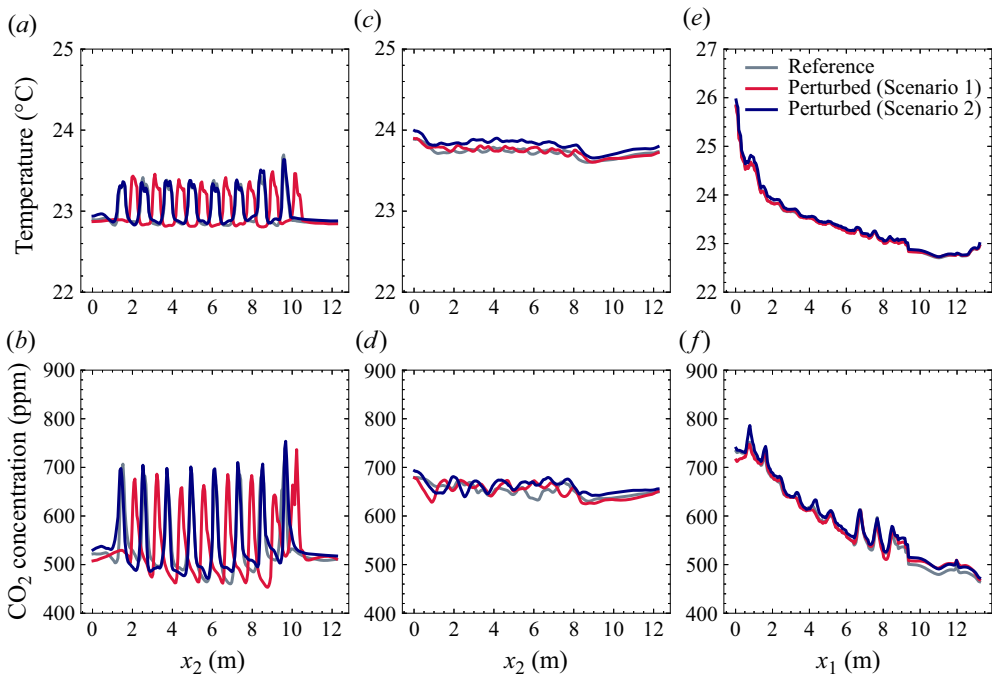 (a)
25
24
23
22
Temperature (°C)
0 2 4 6 8 10 12
(c)
25
24
23
22
0 2 4 6 8 10 12
(e)
27
26
25
24
23
22
0 2 4 6 8 10 12
Reference
Perturbed (Scenario 1)
Perturbed (Scenario 2)
(b)
900
800
700
600
500
400
CO2 concentration (ppm)
0 2 4 6 8 10 12
x2 (m)
(d)
900
800
700
600
500
400
0 2 4 6 8 10 12
x2 (m)
(f)
900
800
700
600
500
400
0 2 4 6 8 10 12
x1 (m)